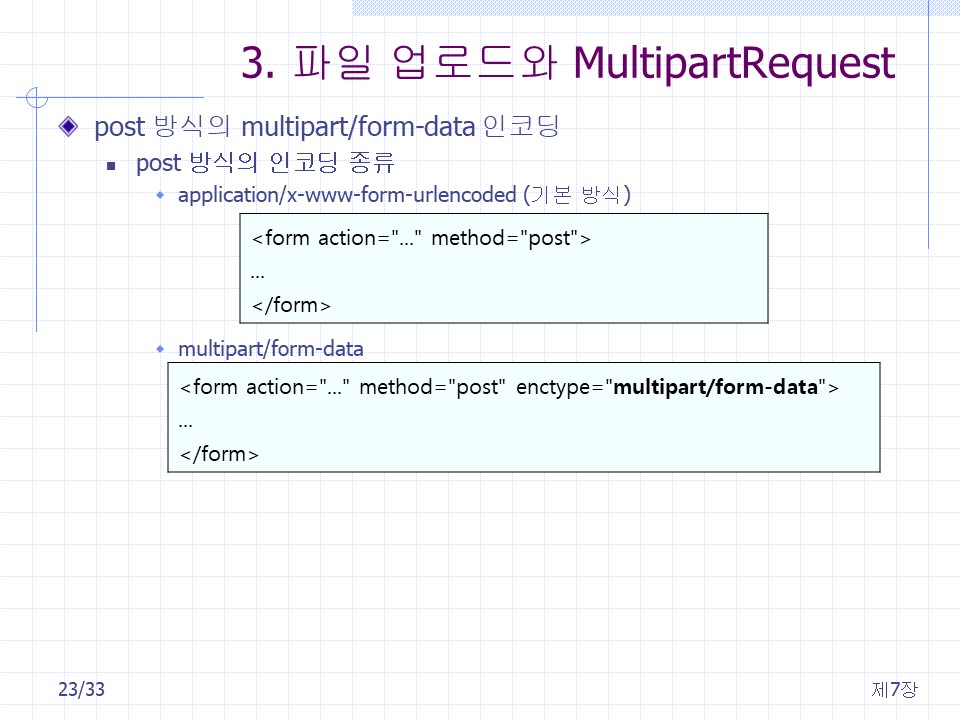 3. 파일 업로드와 MultipartRequest
post 방식의 multipart/form-data 인코딩
post 방식의 인코딩 종류
application/x-www-form-urlencoded (기본 방식)
<form action="…" method="post">
…
</form>
multipart/form-data
<form action="…" method="post" enctype="multipart/form-data">
…
</form>
23/33
제7장